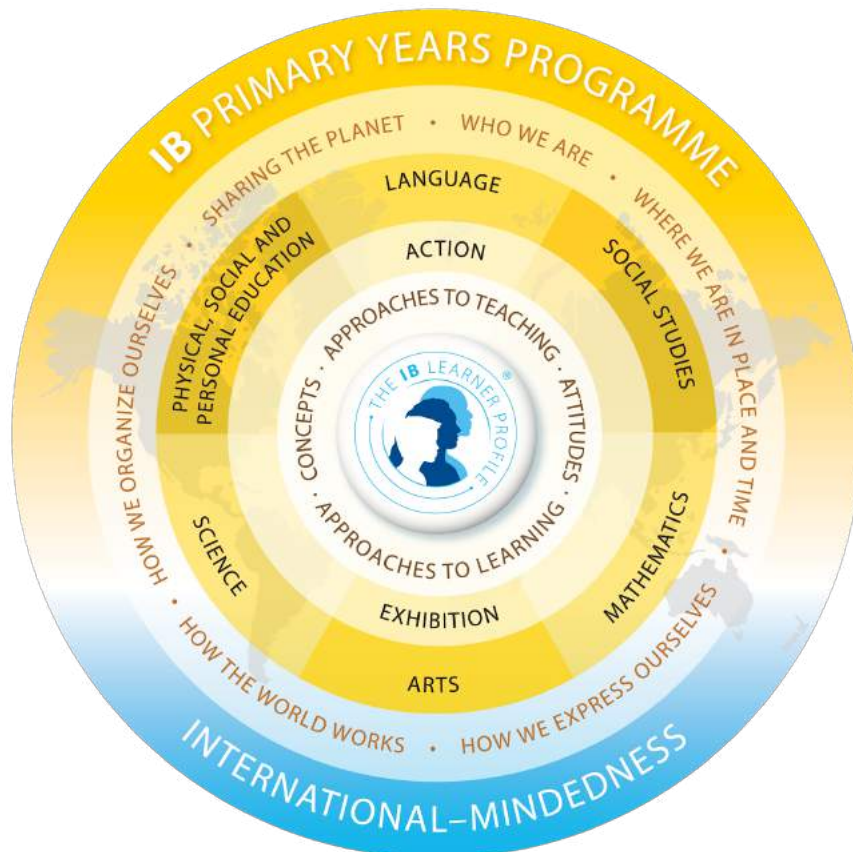 IB PRIMARY YEARS PROGRAMME
SHARING THE PLANET • WHO WE ARE • WHERE WE ARE IN PLACE AND TIME • HOW WE EXPRESS OURSELVES • HOW THE WORLD WORKS • HOW WE ORGANIZE OURSELVES •
LANGUAGE
SOCIAL STUDIES
MATHEMATICS
ARTS
SCIENCE
PHYSICAL, SOCIAL AND
PERSONAL EDUCATION
ACTION
EXHIBITION
APPROACHES TO TEACHING · ATTITUDES · APPROACHES TO LEARNING · CONCEPTS ·
• THE IB LEARNER PROFILE • ®
INTERNATIONAL–MINDEDNESS